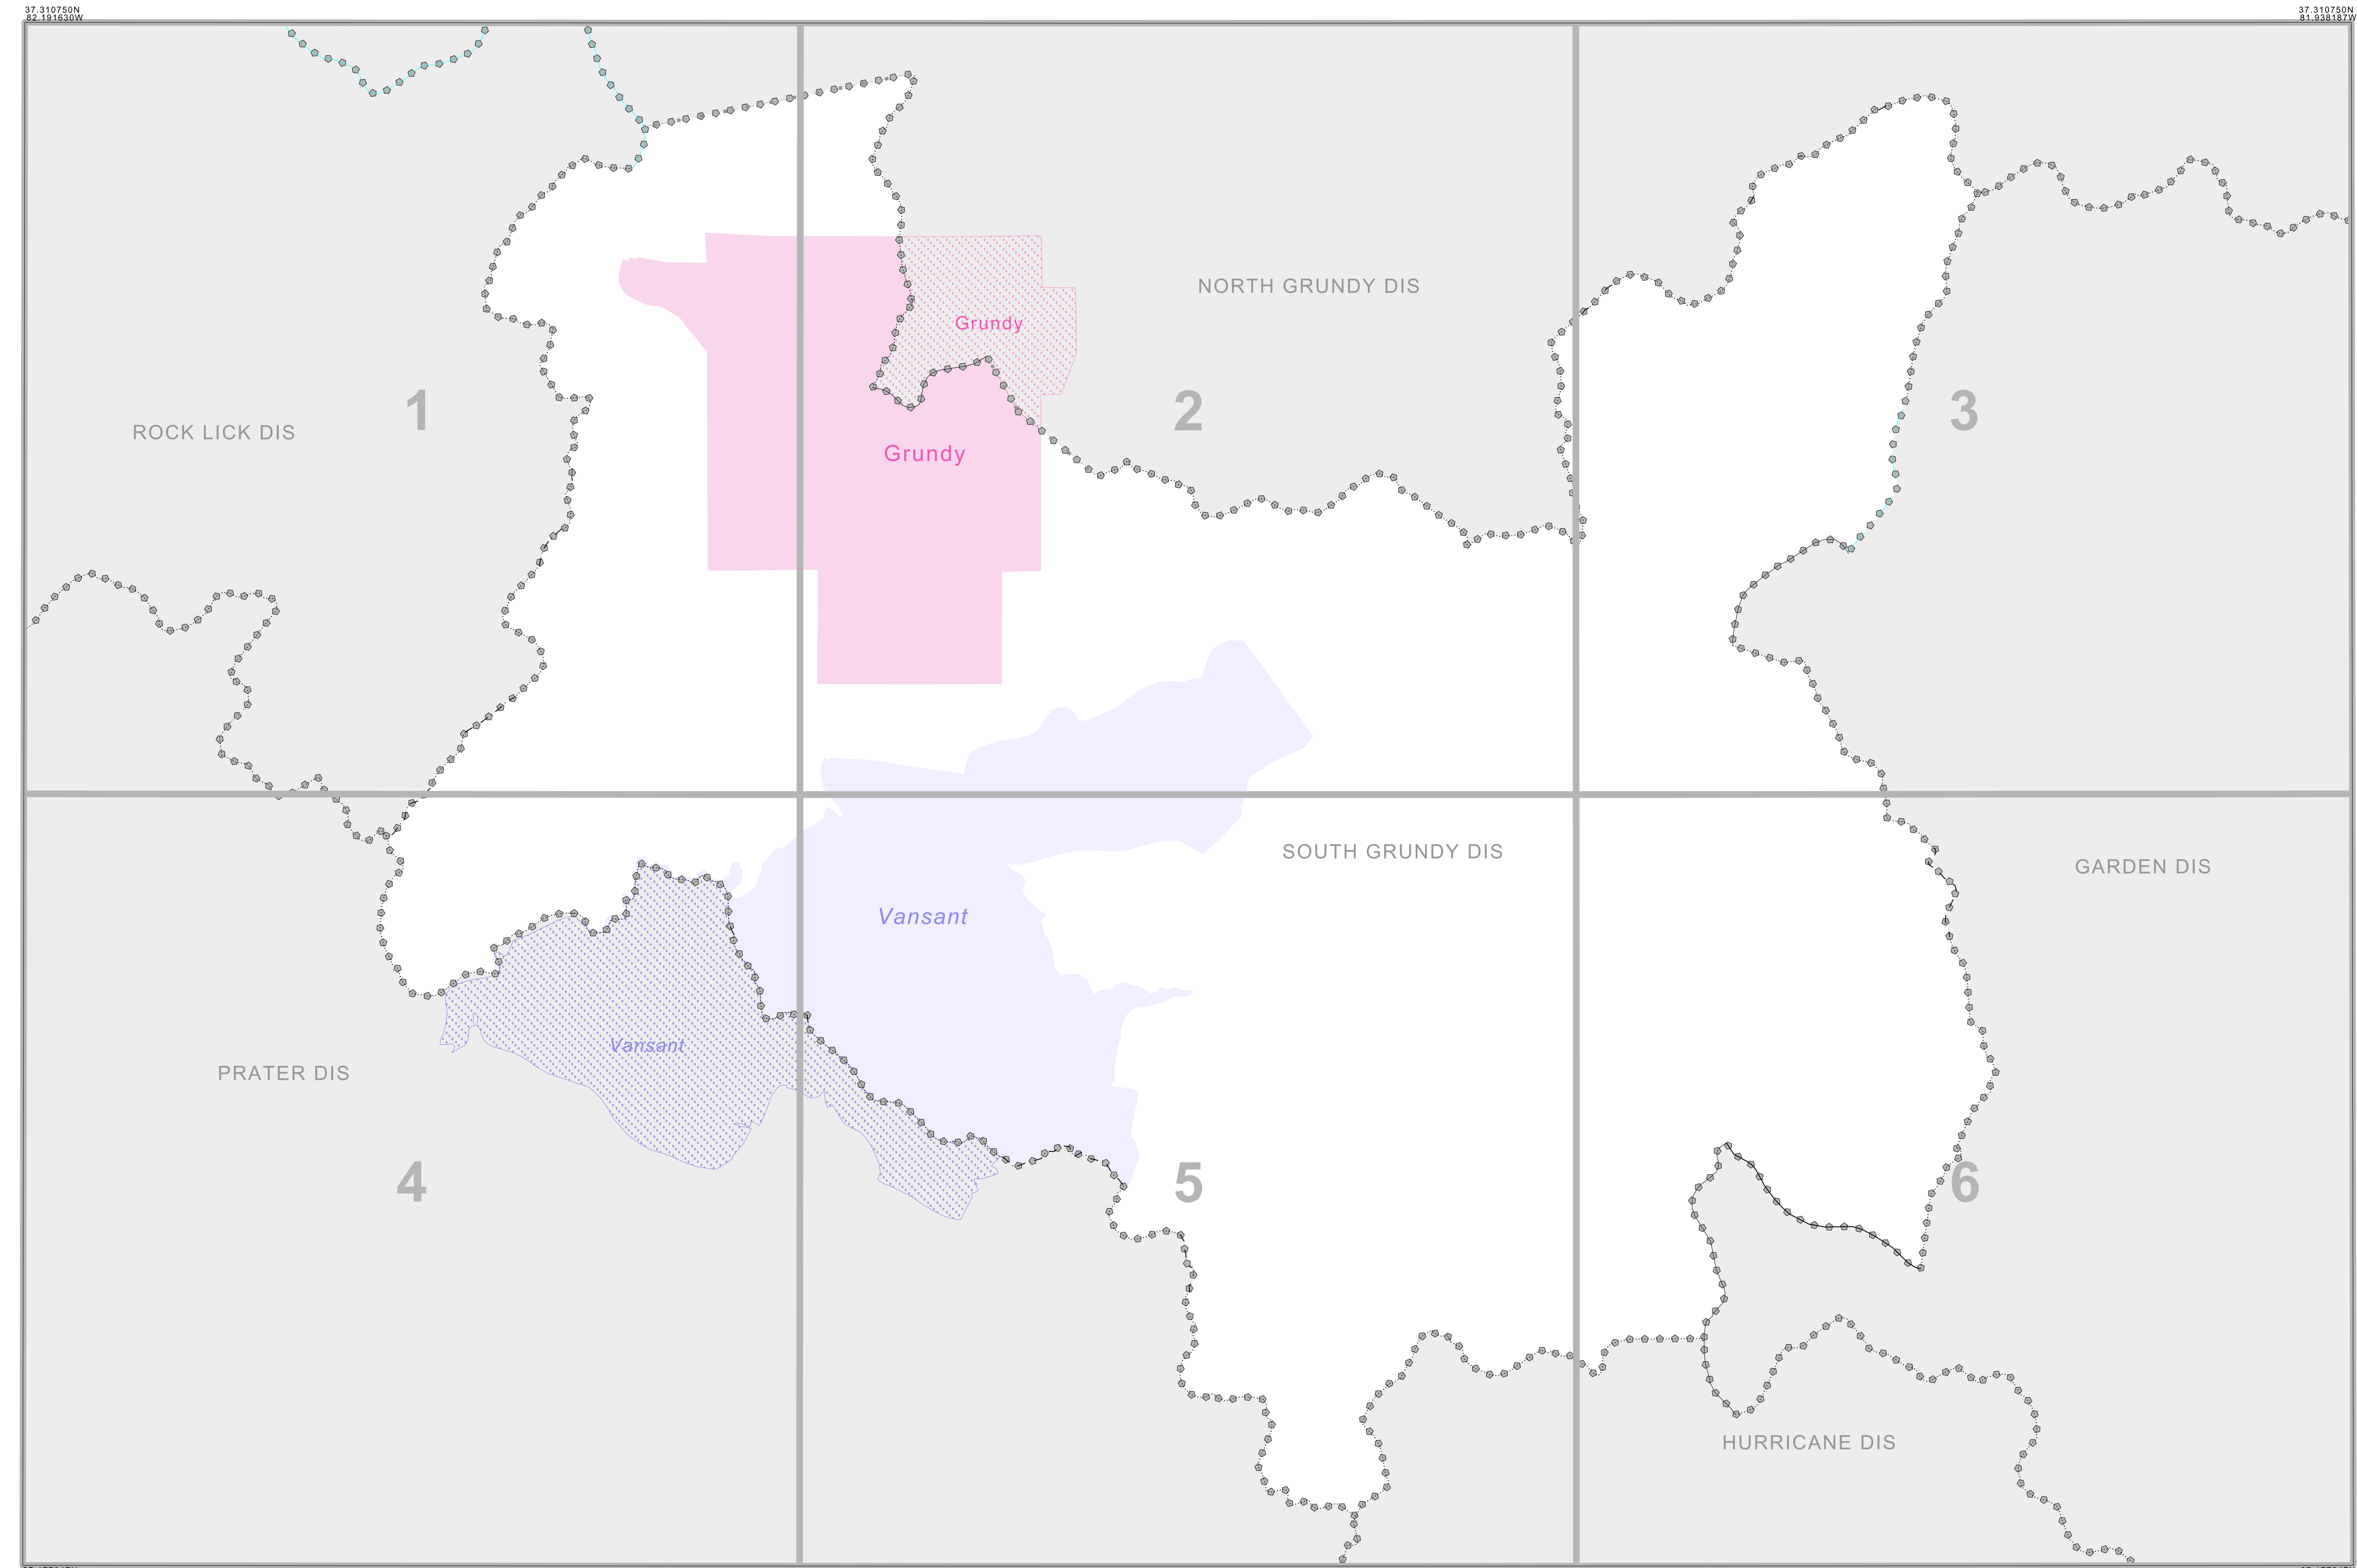 37.310750N
82.191630W
37.310750N
81.938187W
NORTH GRUNDY DIS
Grundy
1
2
3
ROCK LICK DIS
Grundy
SOUTH GRUNDY DIS
GARDEN DIS
Vansant
Vansant
PRATER DIS
4
5
6
HURRICANE DIS